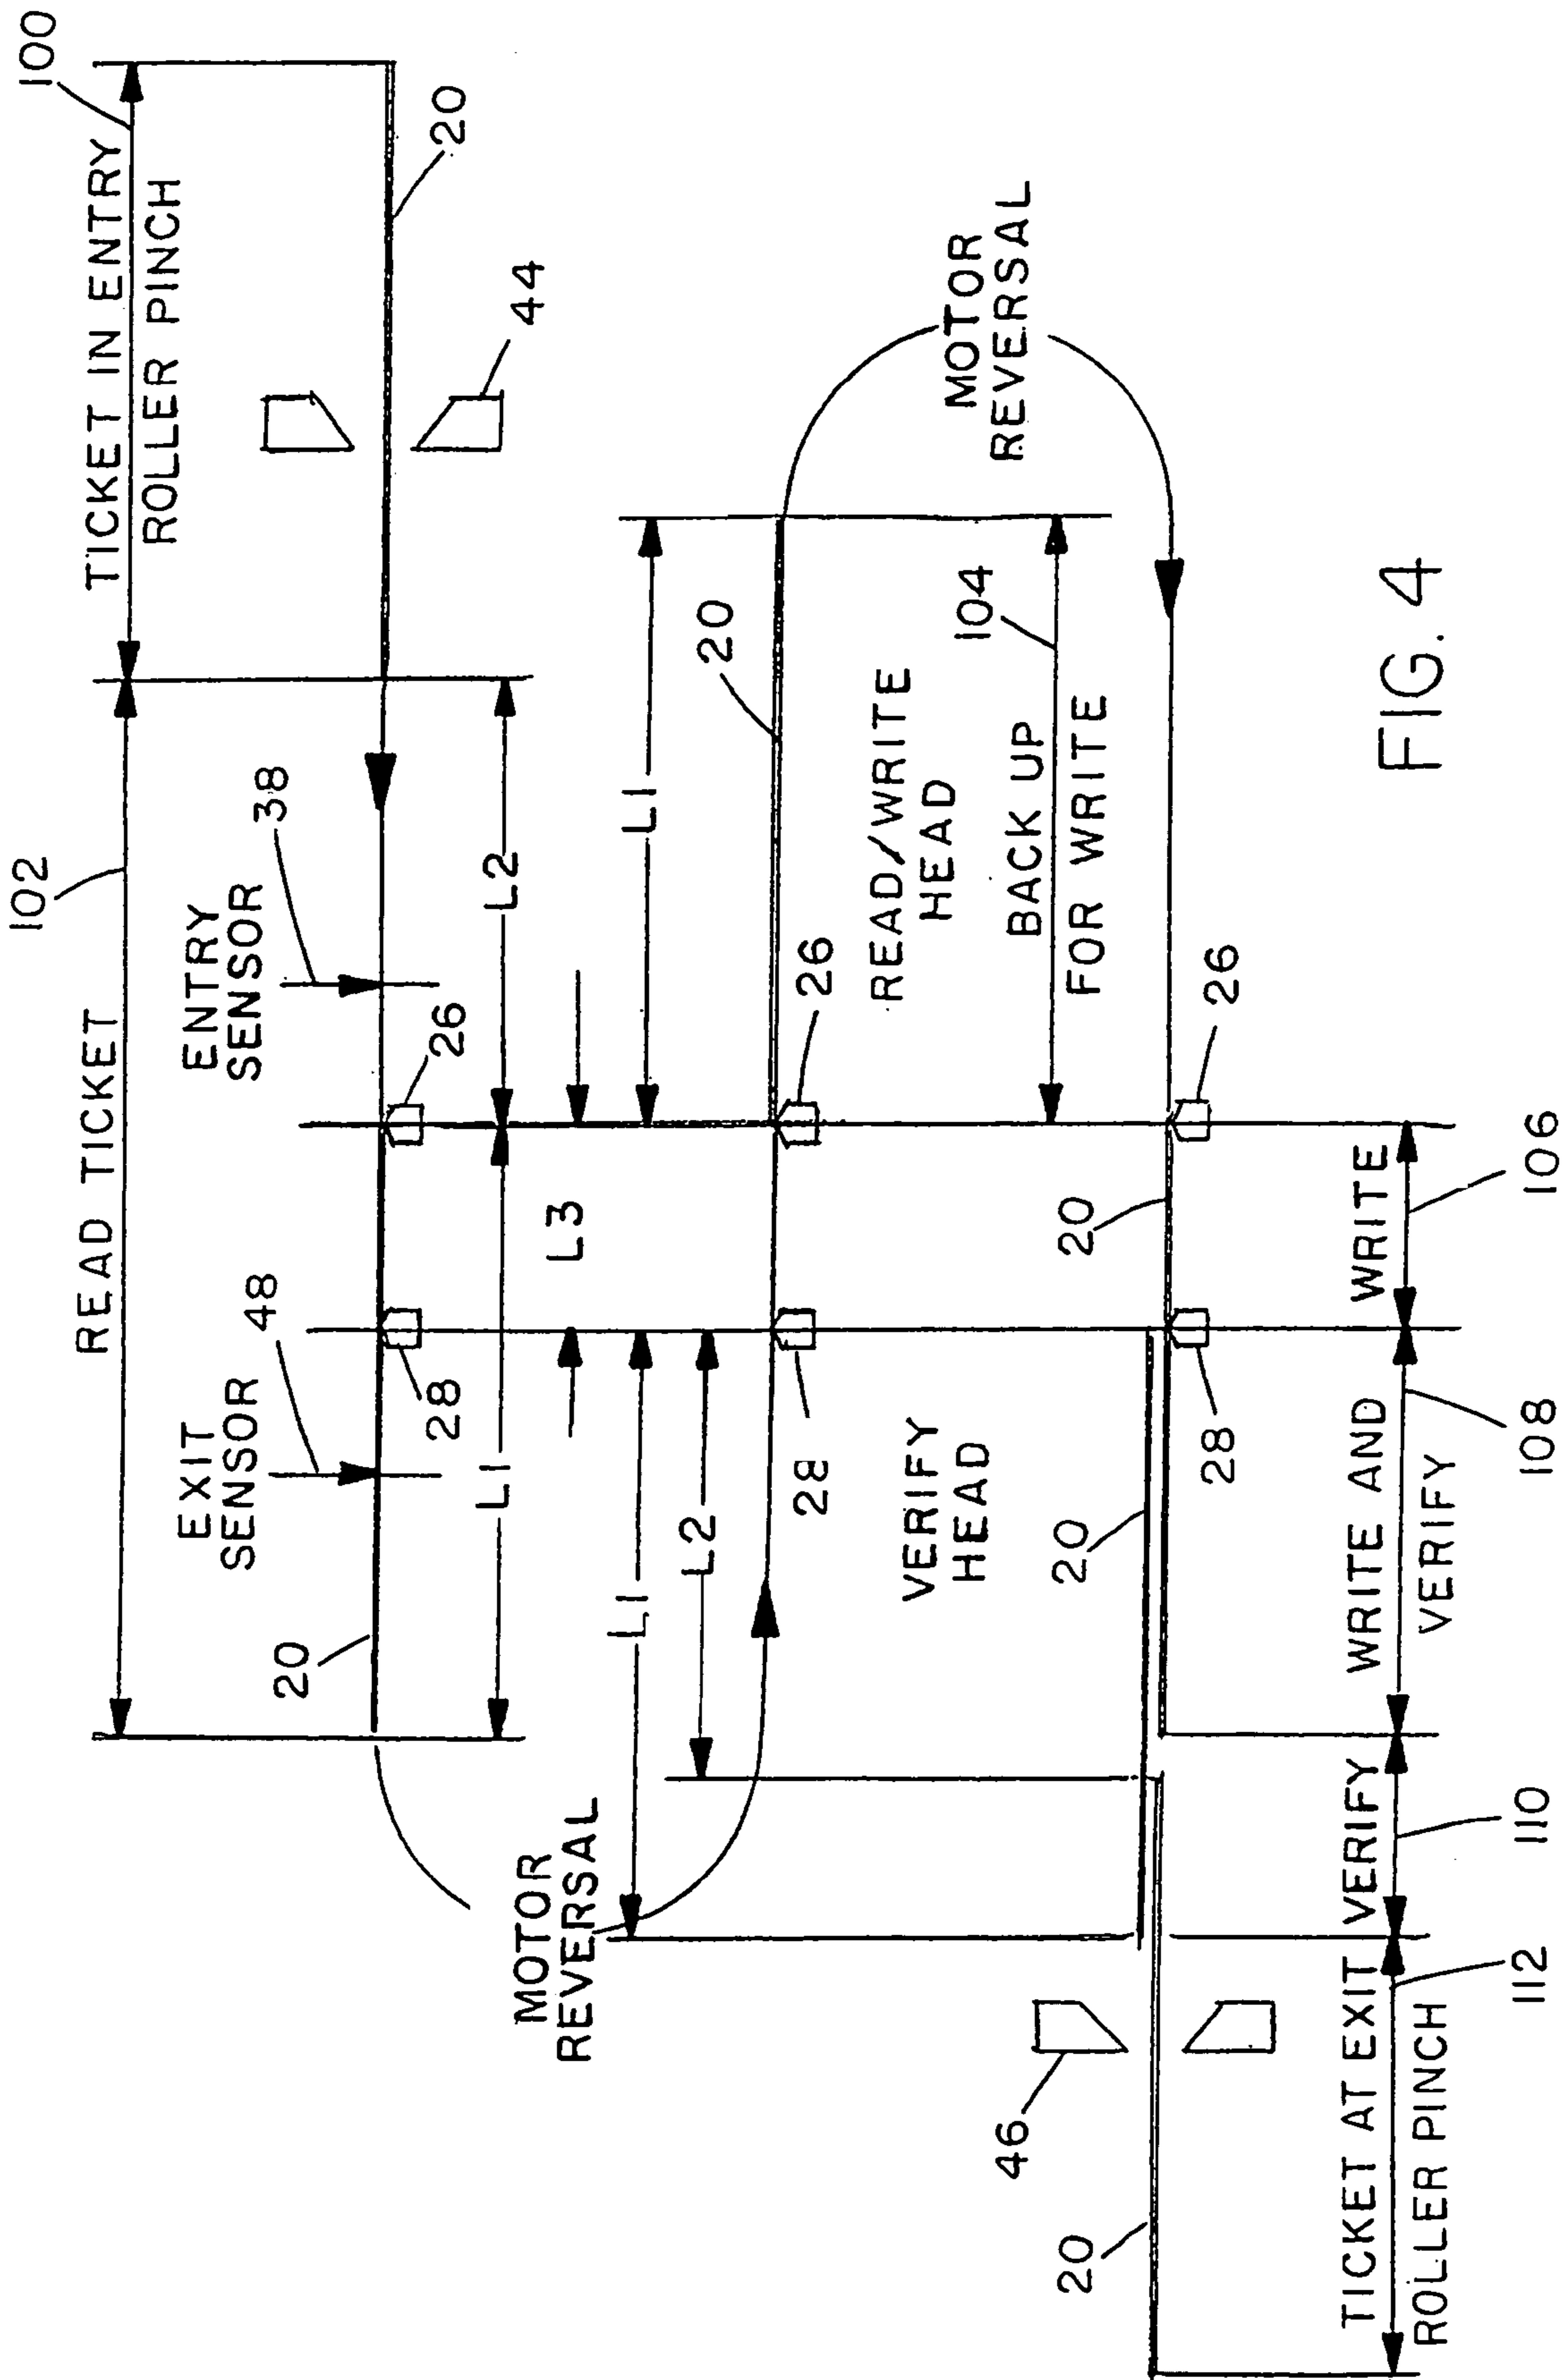 100
TICKET IN ENTRY
ROLLER PINCH
20
44
102
READ TICKET
ENTRY
SENSOR
38
26
L2
EXIT
SENSOR
48
28
L1
20
L3
L1
20
MOTOR
REVERSAL
MOTOR
REVERSAL
L1
L2
28
26
READ/WRITE
HEAD
VERIFY
HEAD
104
BACK UP
FOR WRITE
20
20
28
26
46
20
TICKET AT EXIT
ROLLER PINCH
VERIFY
WRITE AND
VERIFY
WRITE
112
110
108
106
FIG. 4